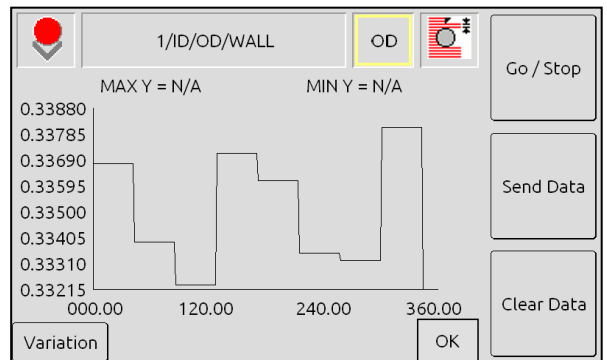 1/ID/OD/WALL
OD
Go / Stop
MAX Y = N/A
MIN Y = N/A
0.33880
0.33785
0.33690
0.33595
0.33500
0.33405
0.33310
0.33215
000.00
120.00
240.00
360.00
Send Data
Clear Data
Variation
OK